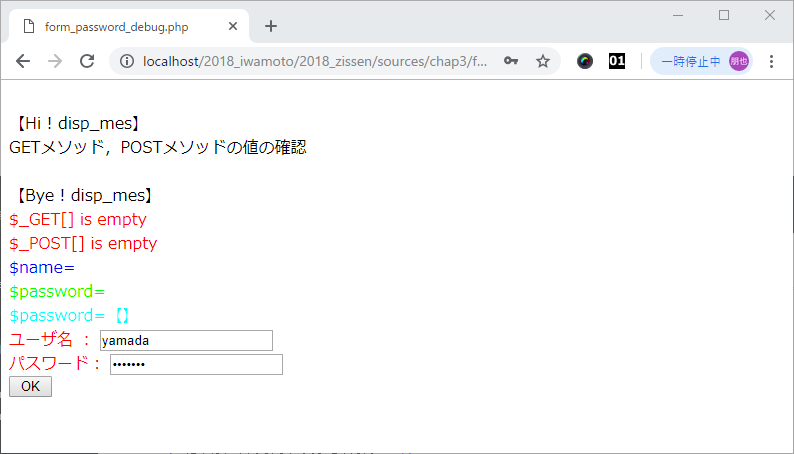 form_password_debug.php
localhost/2018_iwamoto/2018_zissen/sources/chap3/f...
01
一時停止中
朋也
【Hi ! disp_mes】
GETメソッド，POSTメソッドの値の確認
【Bye ! disp_mes】
$_GET[] is empty
$_POST[] is empty
$name=
$password=
$password=【】
ユーザ名 ： yamada
パスワード： •••••••
OK